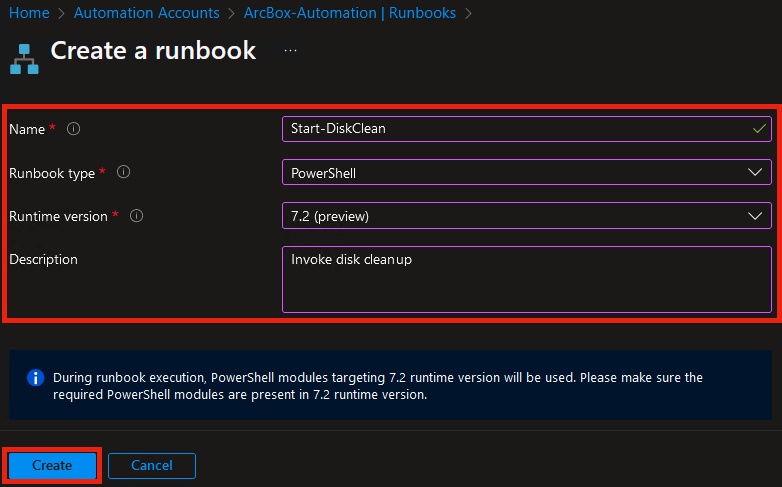 Home > Automation Accounts > ArcBox-Automation | Runbooks >
Create a runbook ...
Name *
Start-DiskClean
Runbook type *
PowerShell
Runtime version *
7.2 (preview)
Description
Invoke disk cleanup
During runbook execution, PowerShell modules targeting 7.2 runtime version will be used. Please make sure the
required PowerShell modules are present in 7.2 runtime version.
Create
Cancel